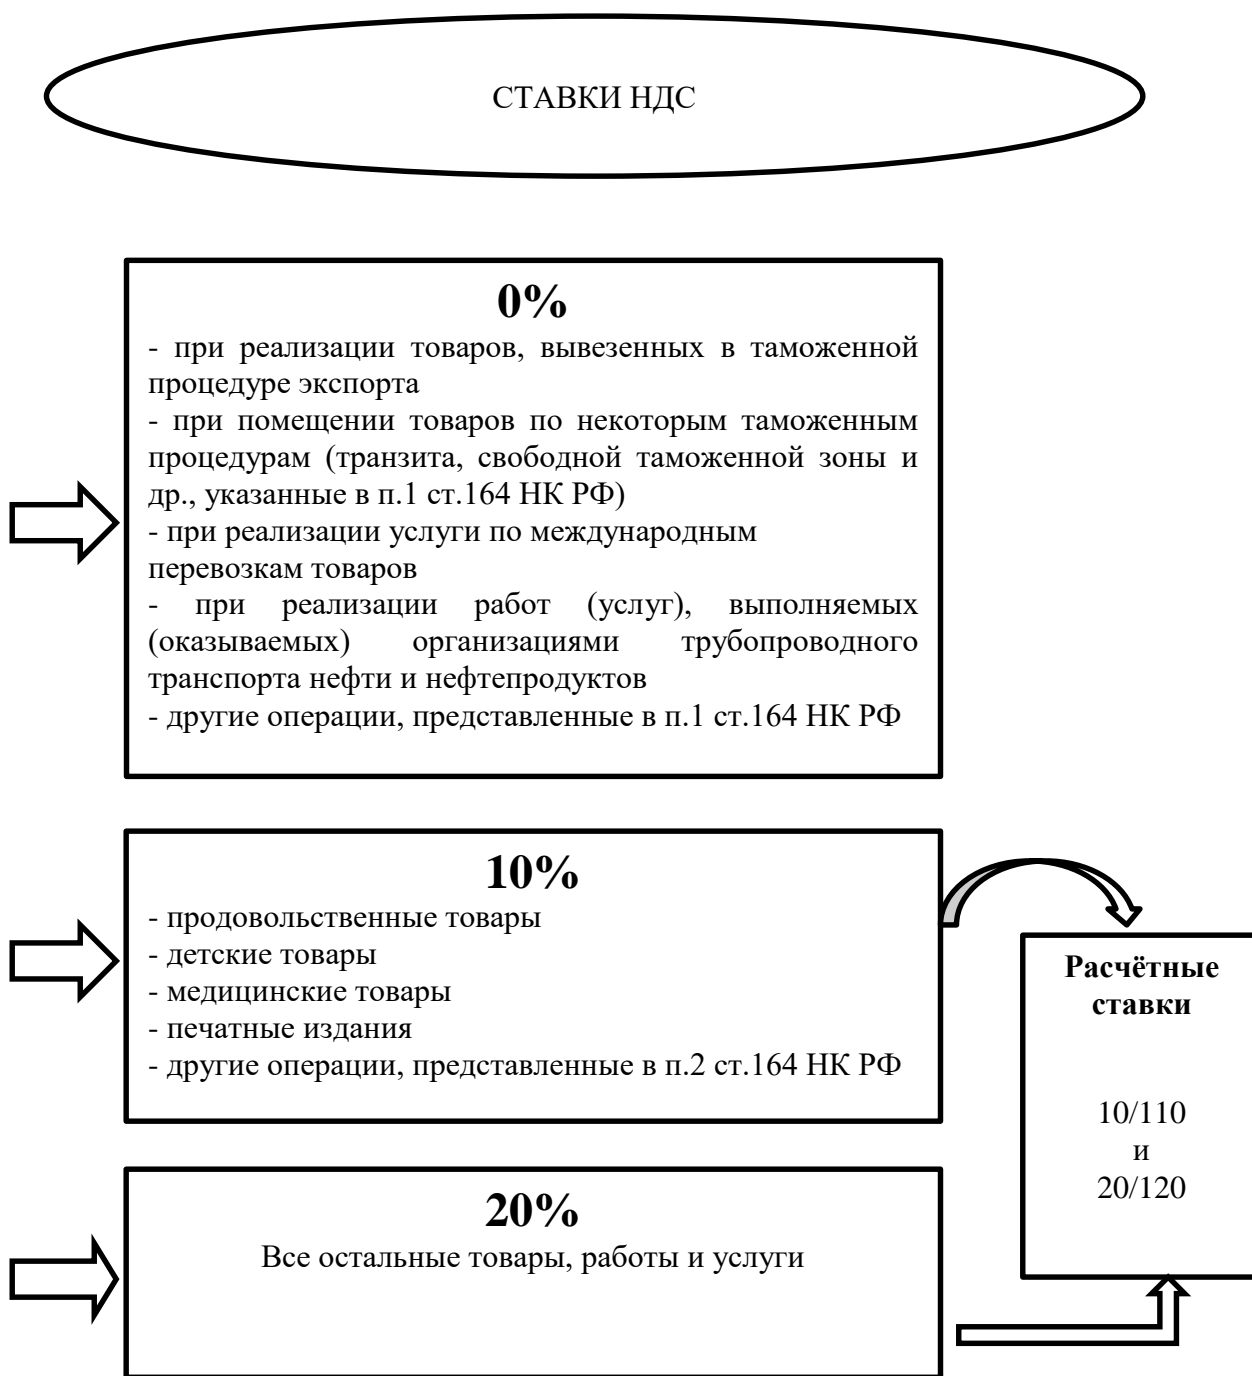 СТАВКИ НДС
0%
- при реализации товаров, вывезенных в таможенной
процедуре экспорта
- при помещении товаров по некоторым таможенным
процедурам (транзита, свободной таможенной зоны и
др., указанные в п.1 ст.164 НК РФ)
- при реализации услуги по международным
перевозкам товаров
- при реализации работ (услуг), выполняемых
(оказываемых) организациями трубопроводного
транспорта нефти и нефтепродуктов
- другие операции, представленные в п.1 ст.164 НК РФ
10%
- продовольственные товары
- детские товары
- медицинские товары
- печатные издания
- другие операции, представленные в п.2 ст.164 НК РФ
Расчётные
ставки
10/110
и
20/120
20%
Все остальные товары, работы и услуги